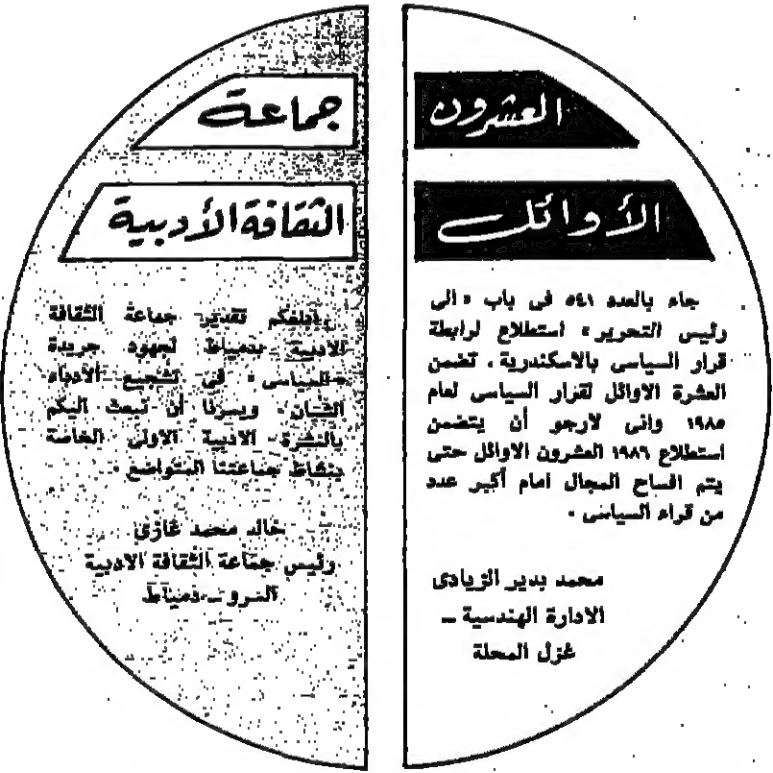 العشرون
الأوائل
جاء بالعدد ٥٤١ فى باب « الى
رئيس التحرير » استطلاع لرابطة
قراء السياسى بالاسكندرية . تضمن
العشرة الاوائل لقراء السياسى لعام
١٩٨٥ وانى لارجو أن يتضمن
استطلاع ١٩٨٦ العشرون الاوائل حتى
يتم افساح المجال امام أكبر عدد
من قراء السياسى .
محمد بدير الزيادى
الادارة الهندسية ــ
غزل المحلة
جماعة
الثقافة الأدبية
تقدير جماعة الثقافة
الادبية بدمياط لجهود جريدة
السياسى فى تشجيع الادباء
الشبان . ويسرنا أن نبعث اليكم
بالنشرة الادبية الاولى الخاصة
بنشاط جماعتنا المتواضع .
خالد محمد غازى
رئيس جماعة الثقافة الادبية
السرو ــ دمياط